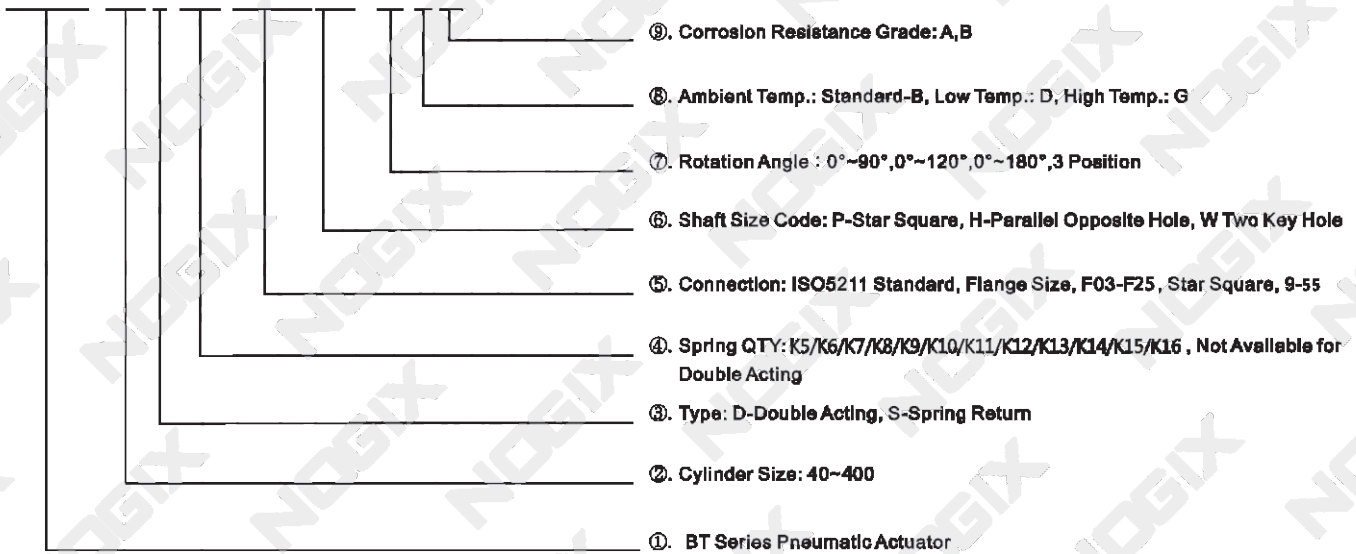 ⑨. Corrosion Resistance Grade: A,B
⑧. Ambient Temp.: Standard-B, Low Temp.: D, High Temp.: G
⑦. Rotation Angle : 0°~90°,0°~120°,0°~180°,3 Position
⑥. Shaft Size Code: P-Star Square, H-Parallel Opposite Hole, W Two Key Hole
⑤. Connection: ISO5211 Standard, Flange Size, F03-F25, Star Square, 9-55
④. Spring QTY: K5/K6/K7/K8/K9/K10/K11/K12/K13/K14/K15/K16 , Not Available for
Double Acting
③. Type: D-Double Acting, S-Spring Return
②. Cylinder Size: 40~400
①. BT Series Pneumatic Actuator